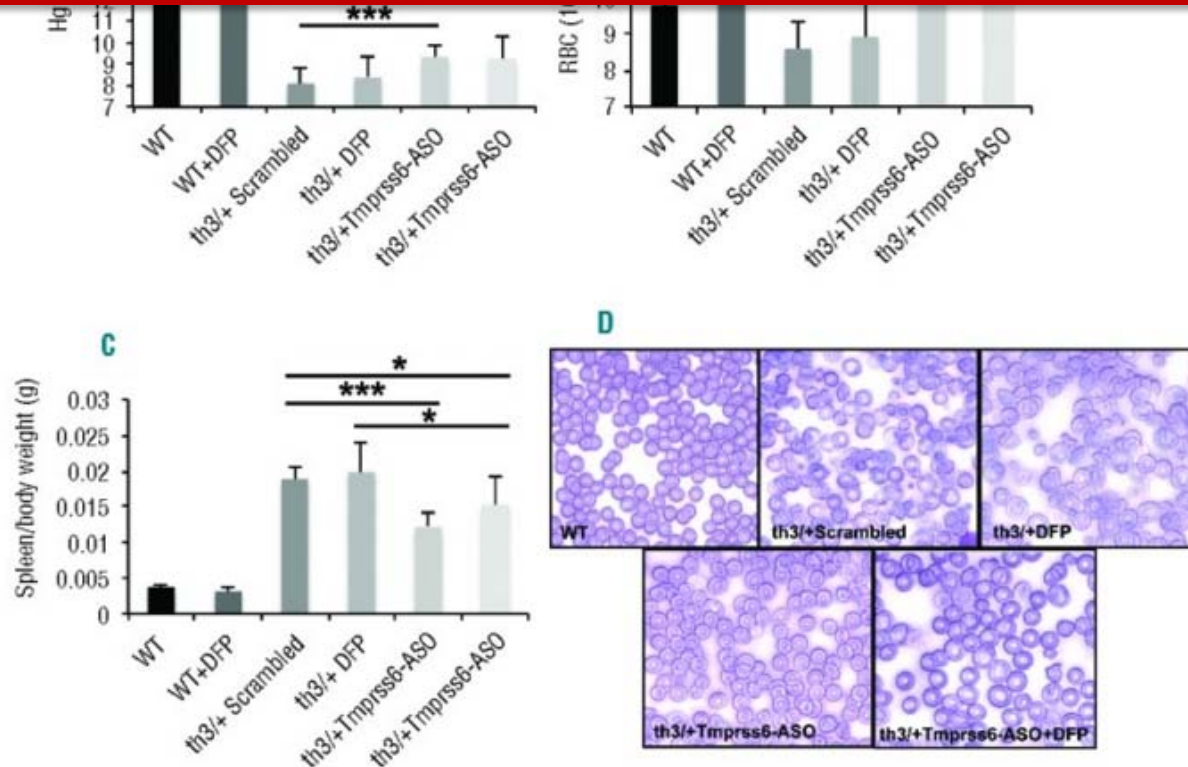 Hg
11
10
9
8
7
***
WT
WT+DFP
th3/+ Scrambled
th3/+ DFP
th3/+Tmprss6-ASO
th3/+Tmprss6-ASO
RBC (1
9
8
7
WT
WT+DFP
th3/+ Scrambled
th3/+ DFP
th3/+Tmprss6-ASO
th3/+Tmprss6-ASO
C
Spleen/body weight (g)
0.03
0.025
0.02
0.015
0.01
0.005
0
*
***
*
WT
WT+DFP
th3/+ Scrambled
th3/+ DFP
th3/+Tmprss6-ASO
th3/+Tmprss6-ASO
D
WT
th3/+Scrambled
th3/+DFP
th3/+Tmprss6-ASO
th3/+Tmprss6-ASO+DFP